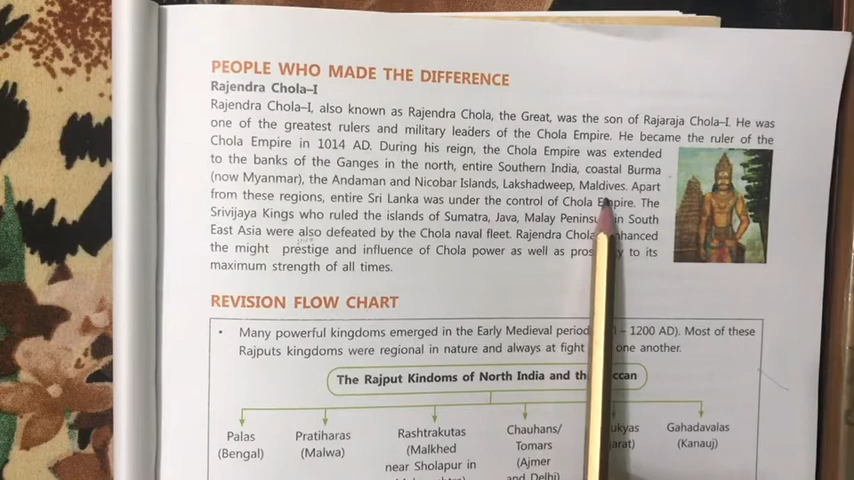 PEOPLE WHO MADE THE DIFFERENCE
Rajendra Chola–I
Rajendra Chola–I, also known as Rajendra Chola, the Great, was the son of Rajaraja Chola–I. He was
one of the greatest rulers and military leaders of the Chola Empire. He became the ruler of the
Chola Empire in 1014 AD. During his reign, the Chola Empire was extended
to the banks of the Ganges in the north, entire Southern India, coastal Burma
(now Myanmar), the Andaman and Nicobar Islands, Lakshadweep, Maldives. Apart
from these regions, entire Sri Lanka was under the control of Chola Empire. The
Srivijaya Kings who ruled the islands of Sumatra, Java, Malay in South
East Asia were also defeated by the Chola naval fleet. Rajendra Chola
the might prestige and influence of Chola power as well as to its
maximum strength of all times.
REVISION FLOW CHART
• Many powerful kingdoms emerged in the Early Medieval period – 1200 AD). Most of these
Rajputs kingdoms were regional in nature and always at fight one another.
The Rajput Kindoms of North India and
Palas
(Bengal)
Pratiharas
(Malwa)
Rashtrakutas
(Malkhed
near Sholapur in
Chauhans/
Tomars
(Ajmer
and Delhi)
Gahadavalas
(Kanauj)